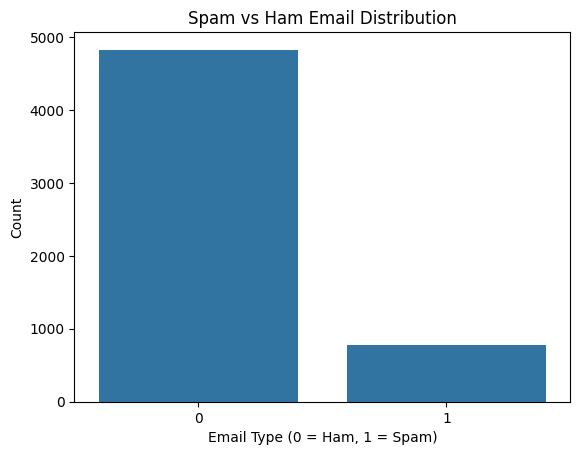 Spam vs Ham Email Distribution
5000
4000
3000
2000
1000
0
Count
0 1
Email Type (0 = Ham, 1 = Spam)